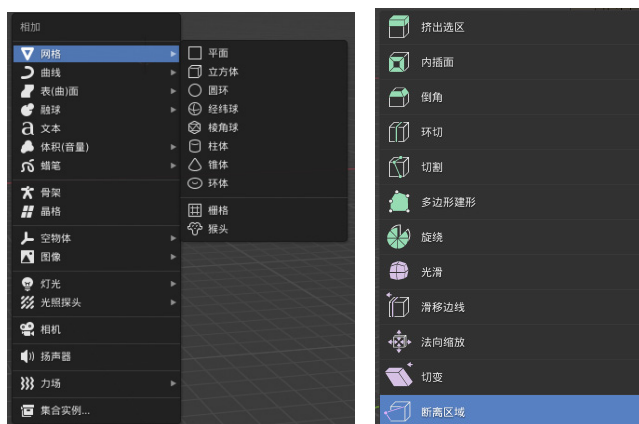 相加
网格
曲线
表(曲)面
融球
文本
体积(音量)
蜡笔
骨架
晶格
空物体
图像
灯光
光照探头
相机
扬声器
力场
集合实例...
平面
立方体
圆环
经纬球
棱角球
柱体
锥体
环体
栅格
猴头
挤出选区
内插面
倒角
环切
切割
多边形建形
旋绕
光滑
滑移边线
法向缩放
切变
断离区域